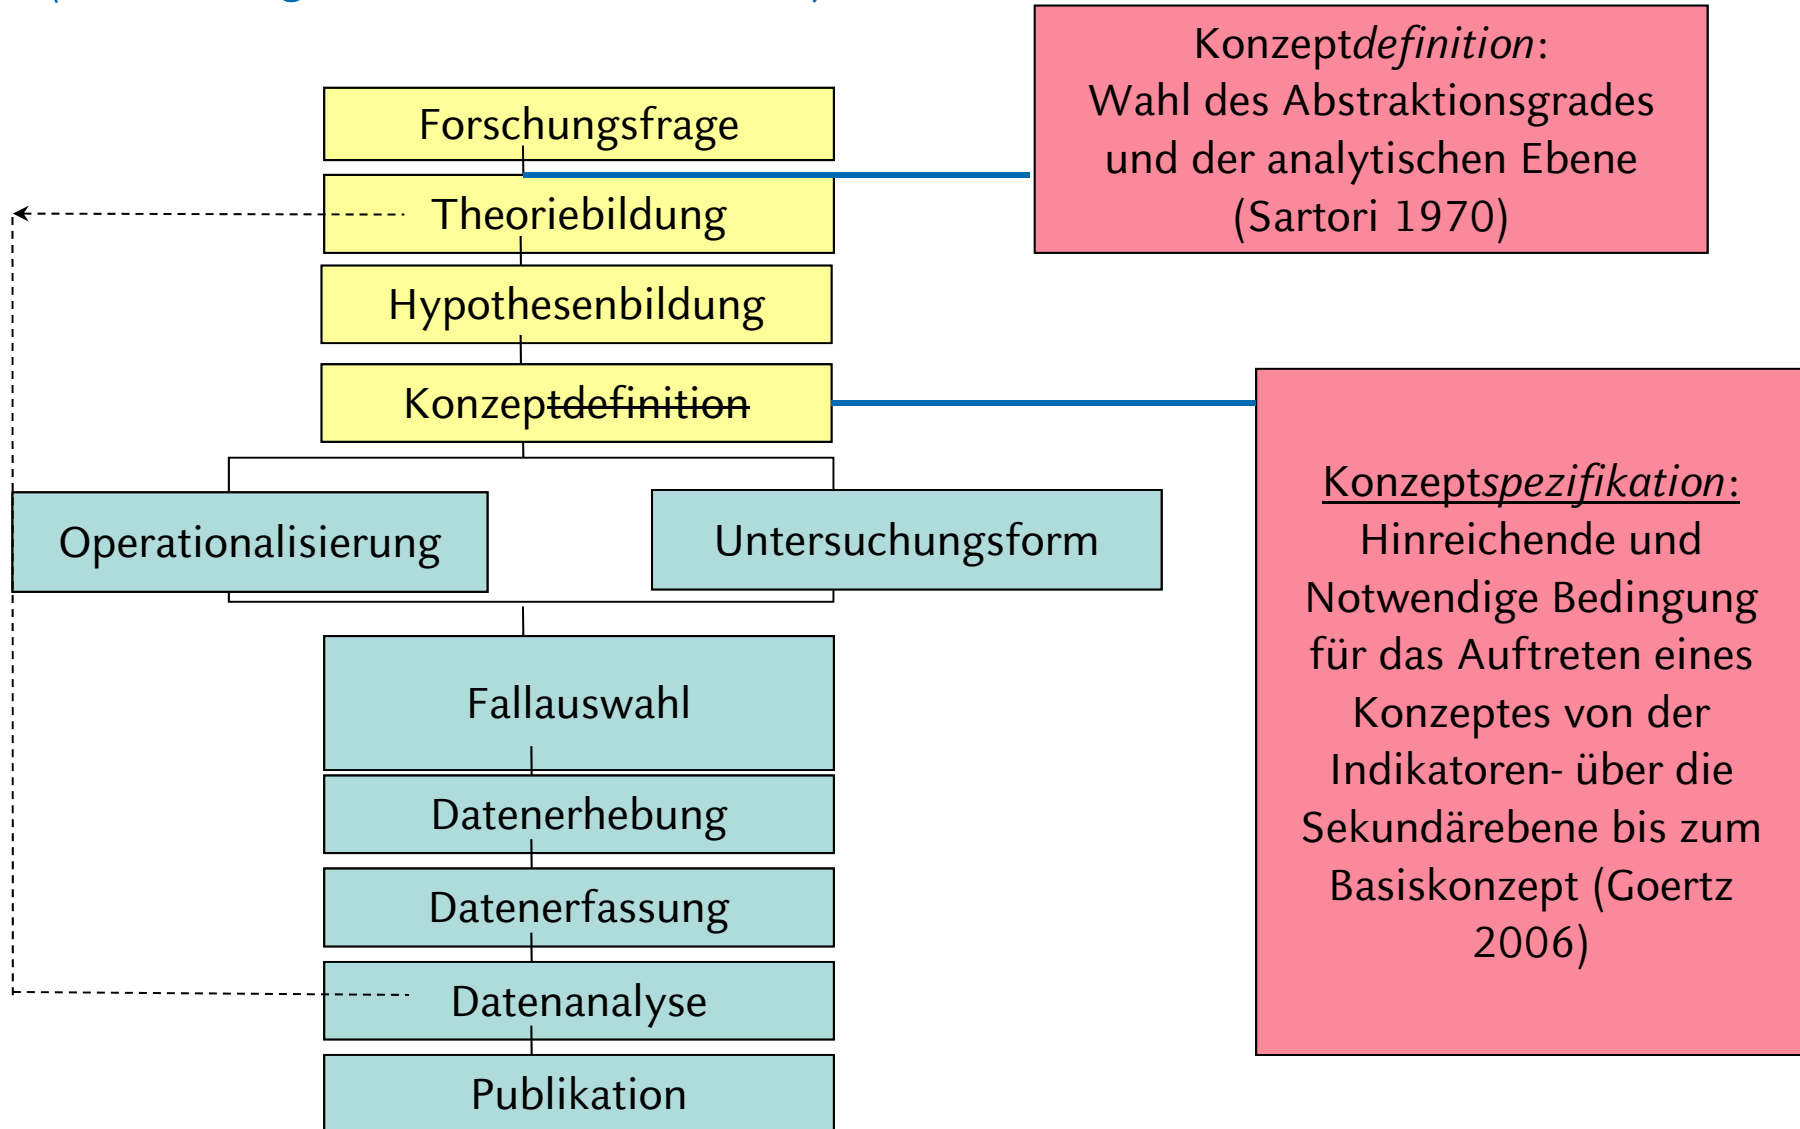 Konzeptdefinition:
Wahl des Abstraktionsgrades
und der analytischen Ebene
(Sartori 1970)
Forschungsfrage
Theoriebildung
Hypothesenbildung
Konzeptdefinition
Operationalisierung
Untersuchungsform
Konzeptspezifikation:
Hinreichende und
Notwendige Bedingung
für das Auftreten eines
Konzeptes von der
Indikatoren- über die
Sekundärebene bis zum
Basiskonzept (Goertz
2006)
Fallauswahl
Datenerhebung
Datenerfassung
Datenanalyse
Publikation